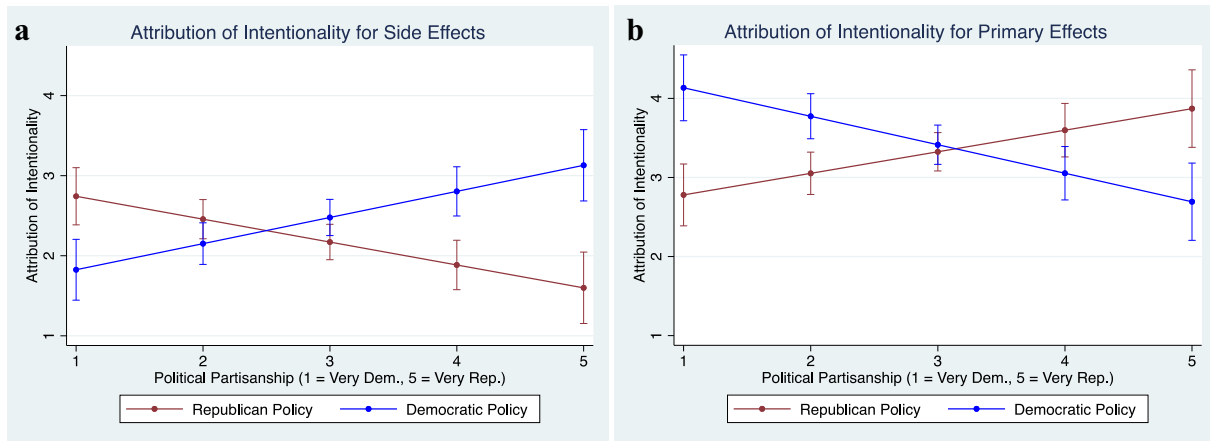 a
Attribution of Intentionality for Side Effects
Attribution of Intentionality
4
3
2
1
1 2 3 4 5
Political Partisanship (1 = Very Dem., 5 = Very Rep.)
Republican Policy Democratic Policy
b
Attribution of Intentionality for Primary Effects
Attribution of Intentionality
4
3
2
1
1 2 3 4 5
Political Partisanship (1 = Very Dem., 5 = Very Rep.)
Republican Policy Democratic Policy